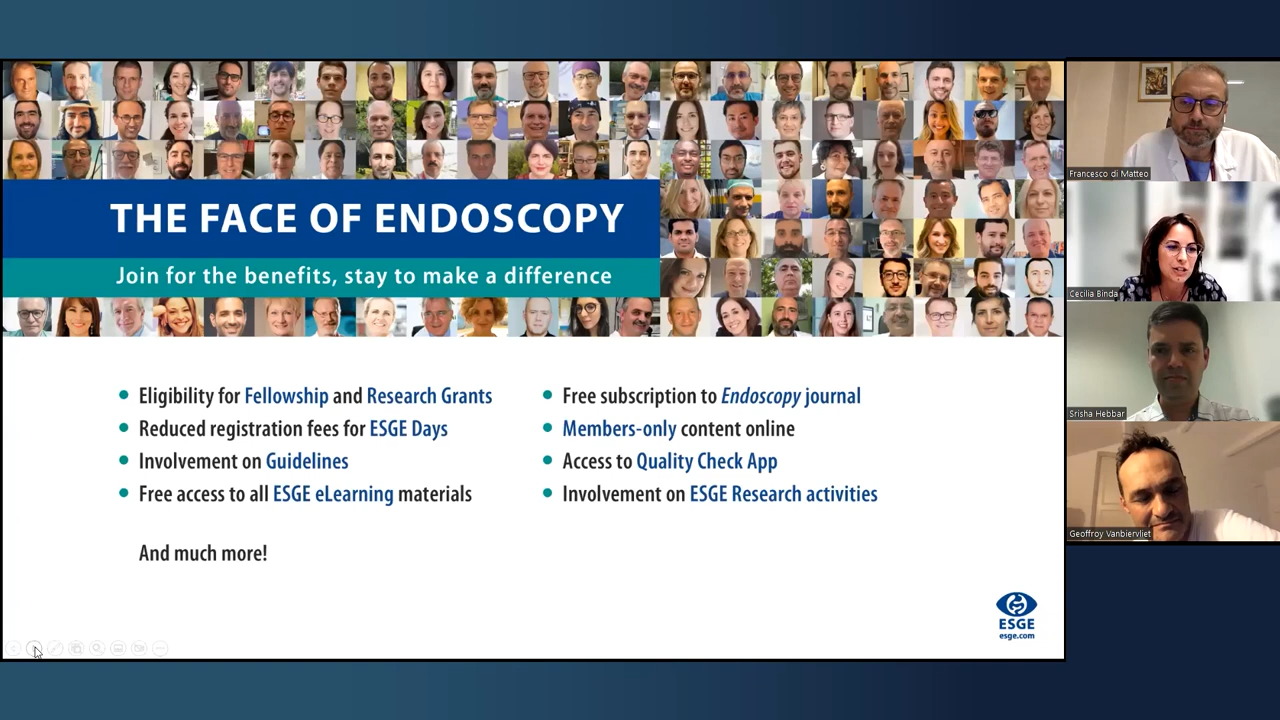 THE FACE OF ENDOSCOPY
Join for the benefits, stay to make a difference
Eligibility for Fellowship and Research Grants
Reduced registration fees for ESGE Days
Involvement on Guidelines
Free access to all ESGE eLearning materials
And much more!
Free subscription to Endoscopy journal
Members-only content online
Access to Quality Check App
Involvement on ESGE Research activities
ESGE
esge.com
Francesco di Matteo
Cecilia Binda
Srisha Hebbar
Geoffroy Vanbiervliet